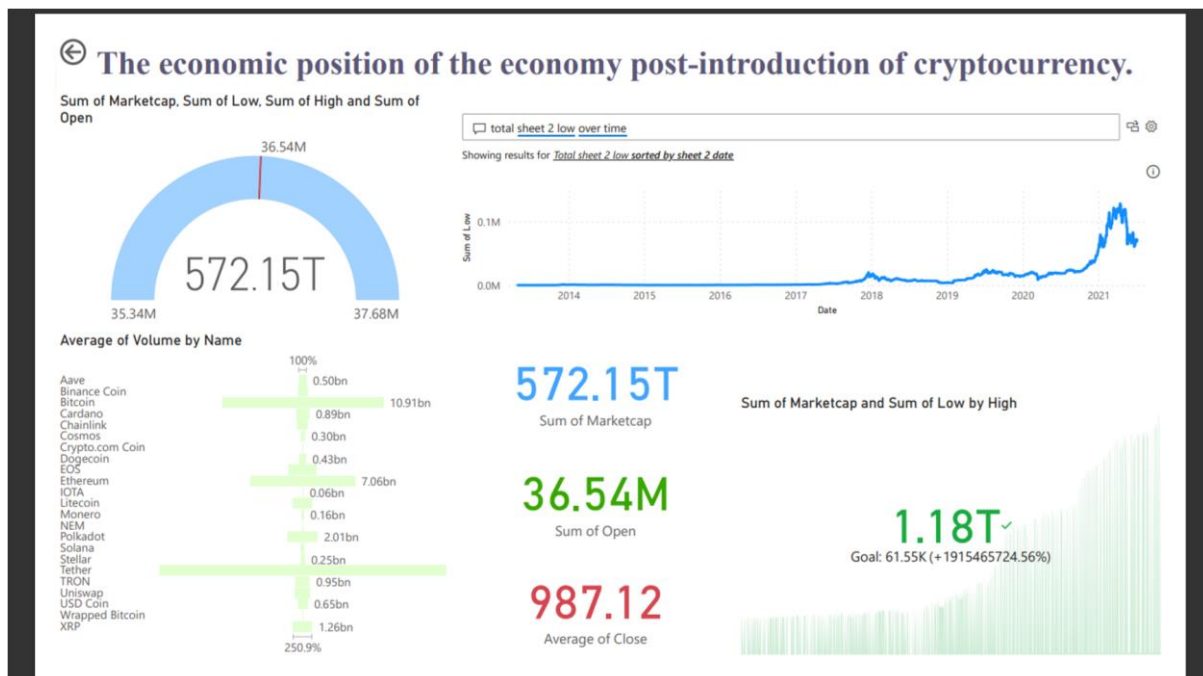 The economic position of the economy post-introduction of cryptocurrency.
Sum of Marketcap, Sum of Low, Sum of High and Sum of
Open
36.54M
572.15T
35.34M
37.68M
total sheet 2 low over time
Showing results for Total sheet 2 low sorted by sheet 2 date
Sum of Low
0.1M
0.0M
2014 2015 2016 2017 2018 2019 2020 2021
Date
Average of Volume by Name
100%
Aave 0.50bn
Binance Coin
Bitcoin 10.91bn
Cardano 0.89bn
Chainlink
Cosmos 0.30bn
Crypto.com Coin
Dogecoin 0.43bn
EOS
Ethereum 7.06bn
IOTA 0.06bn
Litecoin
Monero 0.16bn
NEM
Polkadot 2.01bn
Solana
Stellar 0.25bn
Tether
TRON 0.95bn
Uniswap
USD Coin 0.65bn
Wrapped Bitcoin
XRP 1.26bn
250.9%
572.15T
Sum of Marketcap
36.54M
Sum of Open
987.12
Average of Close
Sum of Marketcap and Sum of Low by High
1.18T
Goal: 61.55K (+1915465724.56%)